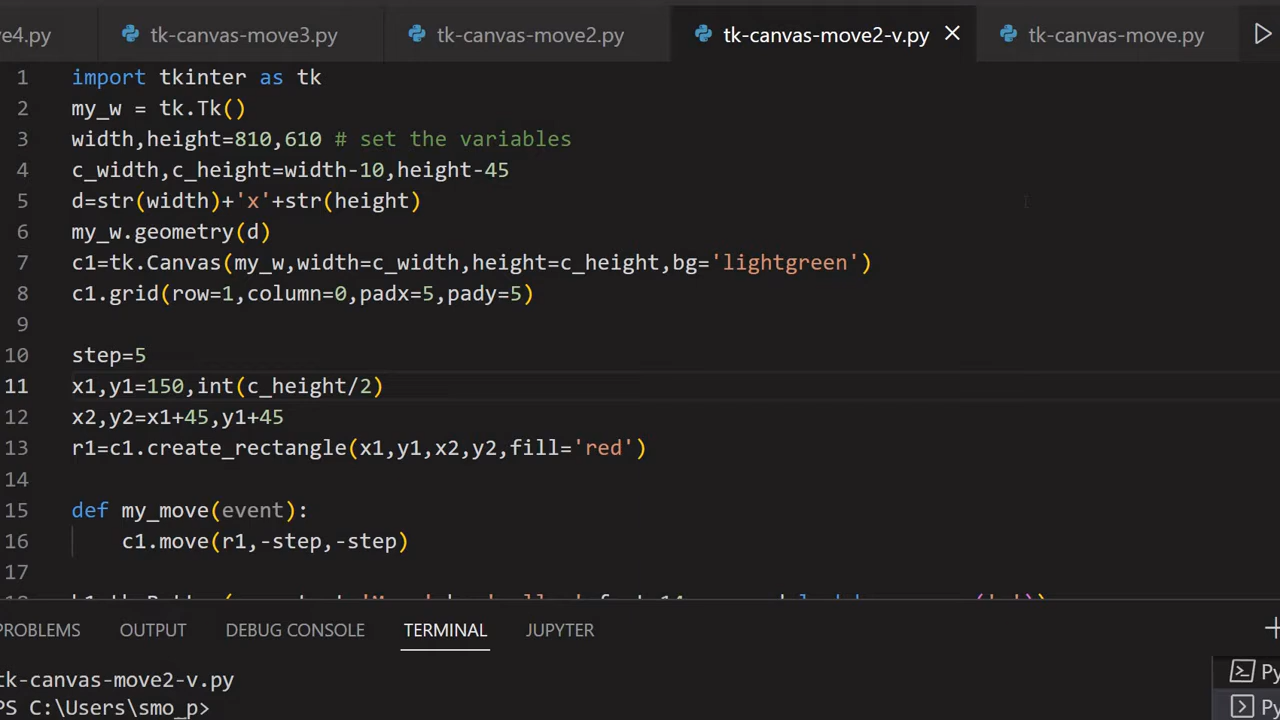 e4.py tk-canvas-move3.py tk-canvas-move2.py tk-canvas-move2-v.py tk-canvas-move.py
1 import tkinter as tk
2 my_w = tk.Tk()
3 width,height=810,610 # set the variables
4 c_width,c_height=width-10,height-45
5 d=str(width)+'x'+str(height)
6 my_w.geometry(d)
7 c1=tk.Canvas(my_w,width=c_width,height=c_height,bg='lightgreen')
8 c1.grid(row=1,column=0,padx=5,pady=5)
9
10 step=5
11 x1,y1=150,int(c_height/2)
12 x2,y2=x1+45,y1+45
13 r1=c1.create_rectangle(x1,y1,x2,y2,fill='red')
14
15 def my_move(event):
16 c1.move(r1,-step,-step)
17
PROBLEMS OUTPUT DEBUG CONSOLE TERMINAL JUPYTER
tk-canvas-move2-v.py Py
PS C:\Users\smo_p> Py